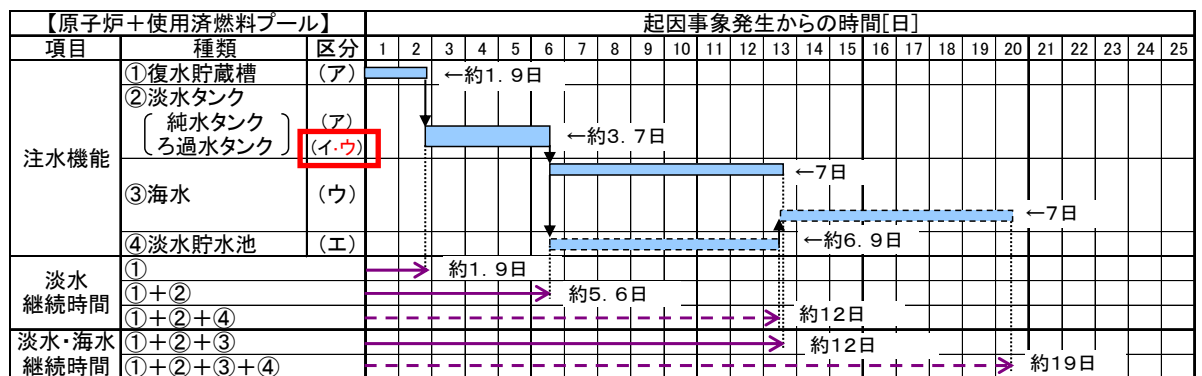 【原子炉＋使用済燃料プール】 起因事象発生からの時間[日]
項目 種類 区分 1 2 3 4 5 6 7 8 9 10 11 12 13 14 15 16 17 18 19 20 21 22 23 24 25
注水機能
①復水貯蔵槽 (ア) ←約1.9日
②淡水タンク
純水タンク (ア) ←約3.7日
ろ過水タンク (イ・ウ)
←7日
③海水 (ウ)
←7日
④淡水貯水池 (エ) ←約6.9日
淡水
継続時間
① 約1.9日
①＋② 約5.6日
①＋②＋④ 約12日
淡水・海水
継続時間
①＋②＋③ 約12日
①＋②＋③＋④ 約19日